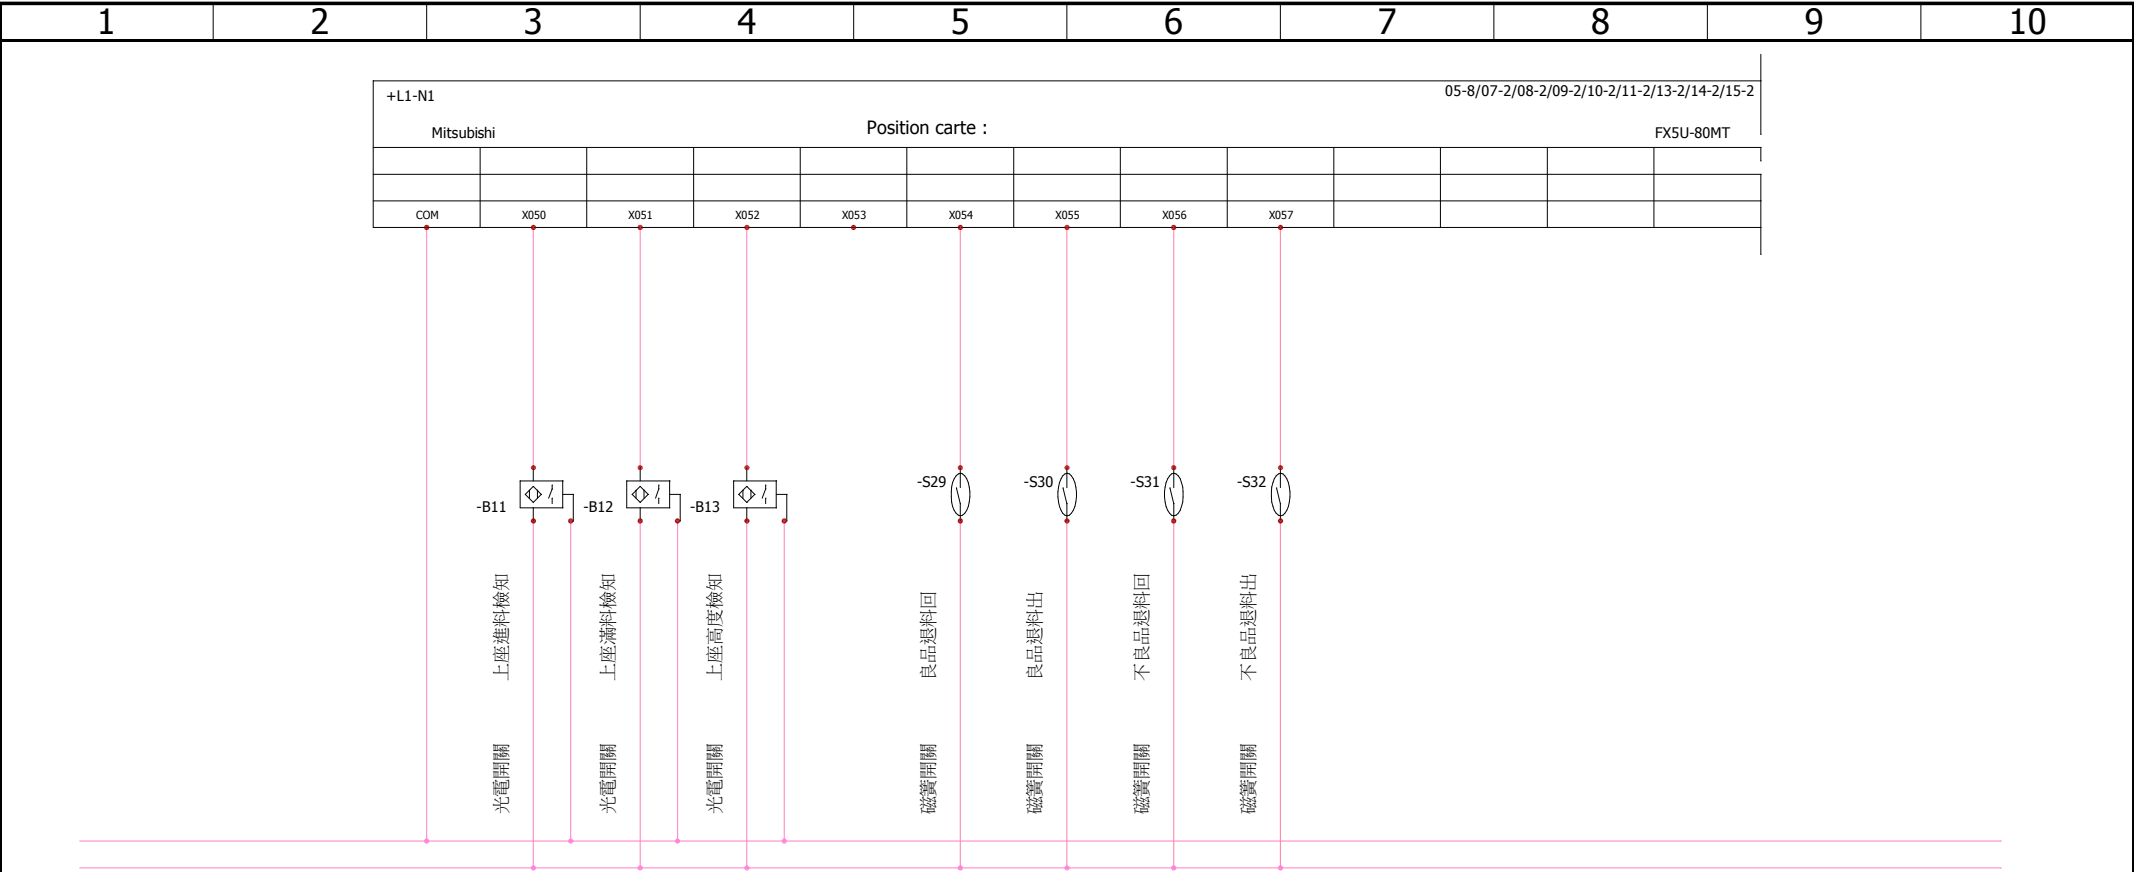 1 2 3 4 5 6 7 8 9 10
+L1-N1 05-8/07-2/08-2/09-2/10-2/11-2/13-2/14-2/15-2
Mitsubishi Position carte : FX5U-80MT
COM X050 X051 X052 X053 X054 X055 X056 X057
-S29 -S30 -S31 -S32
-B11 -B12 -B13
上座進料檢知
上座滿料檢知
上座高度檢知
良品退料回
良品退料出
不良品退料回
不良品退料出
光電開關
光電開關
光電開關
磁簧開關
磁簧開關
磁簧開關
磁簧開關